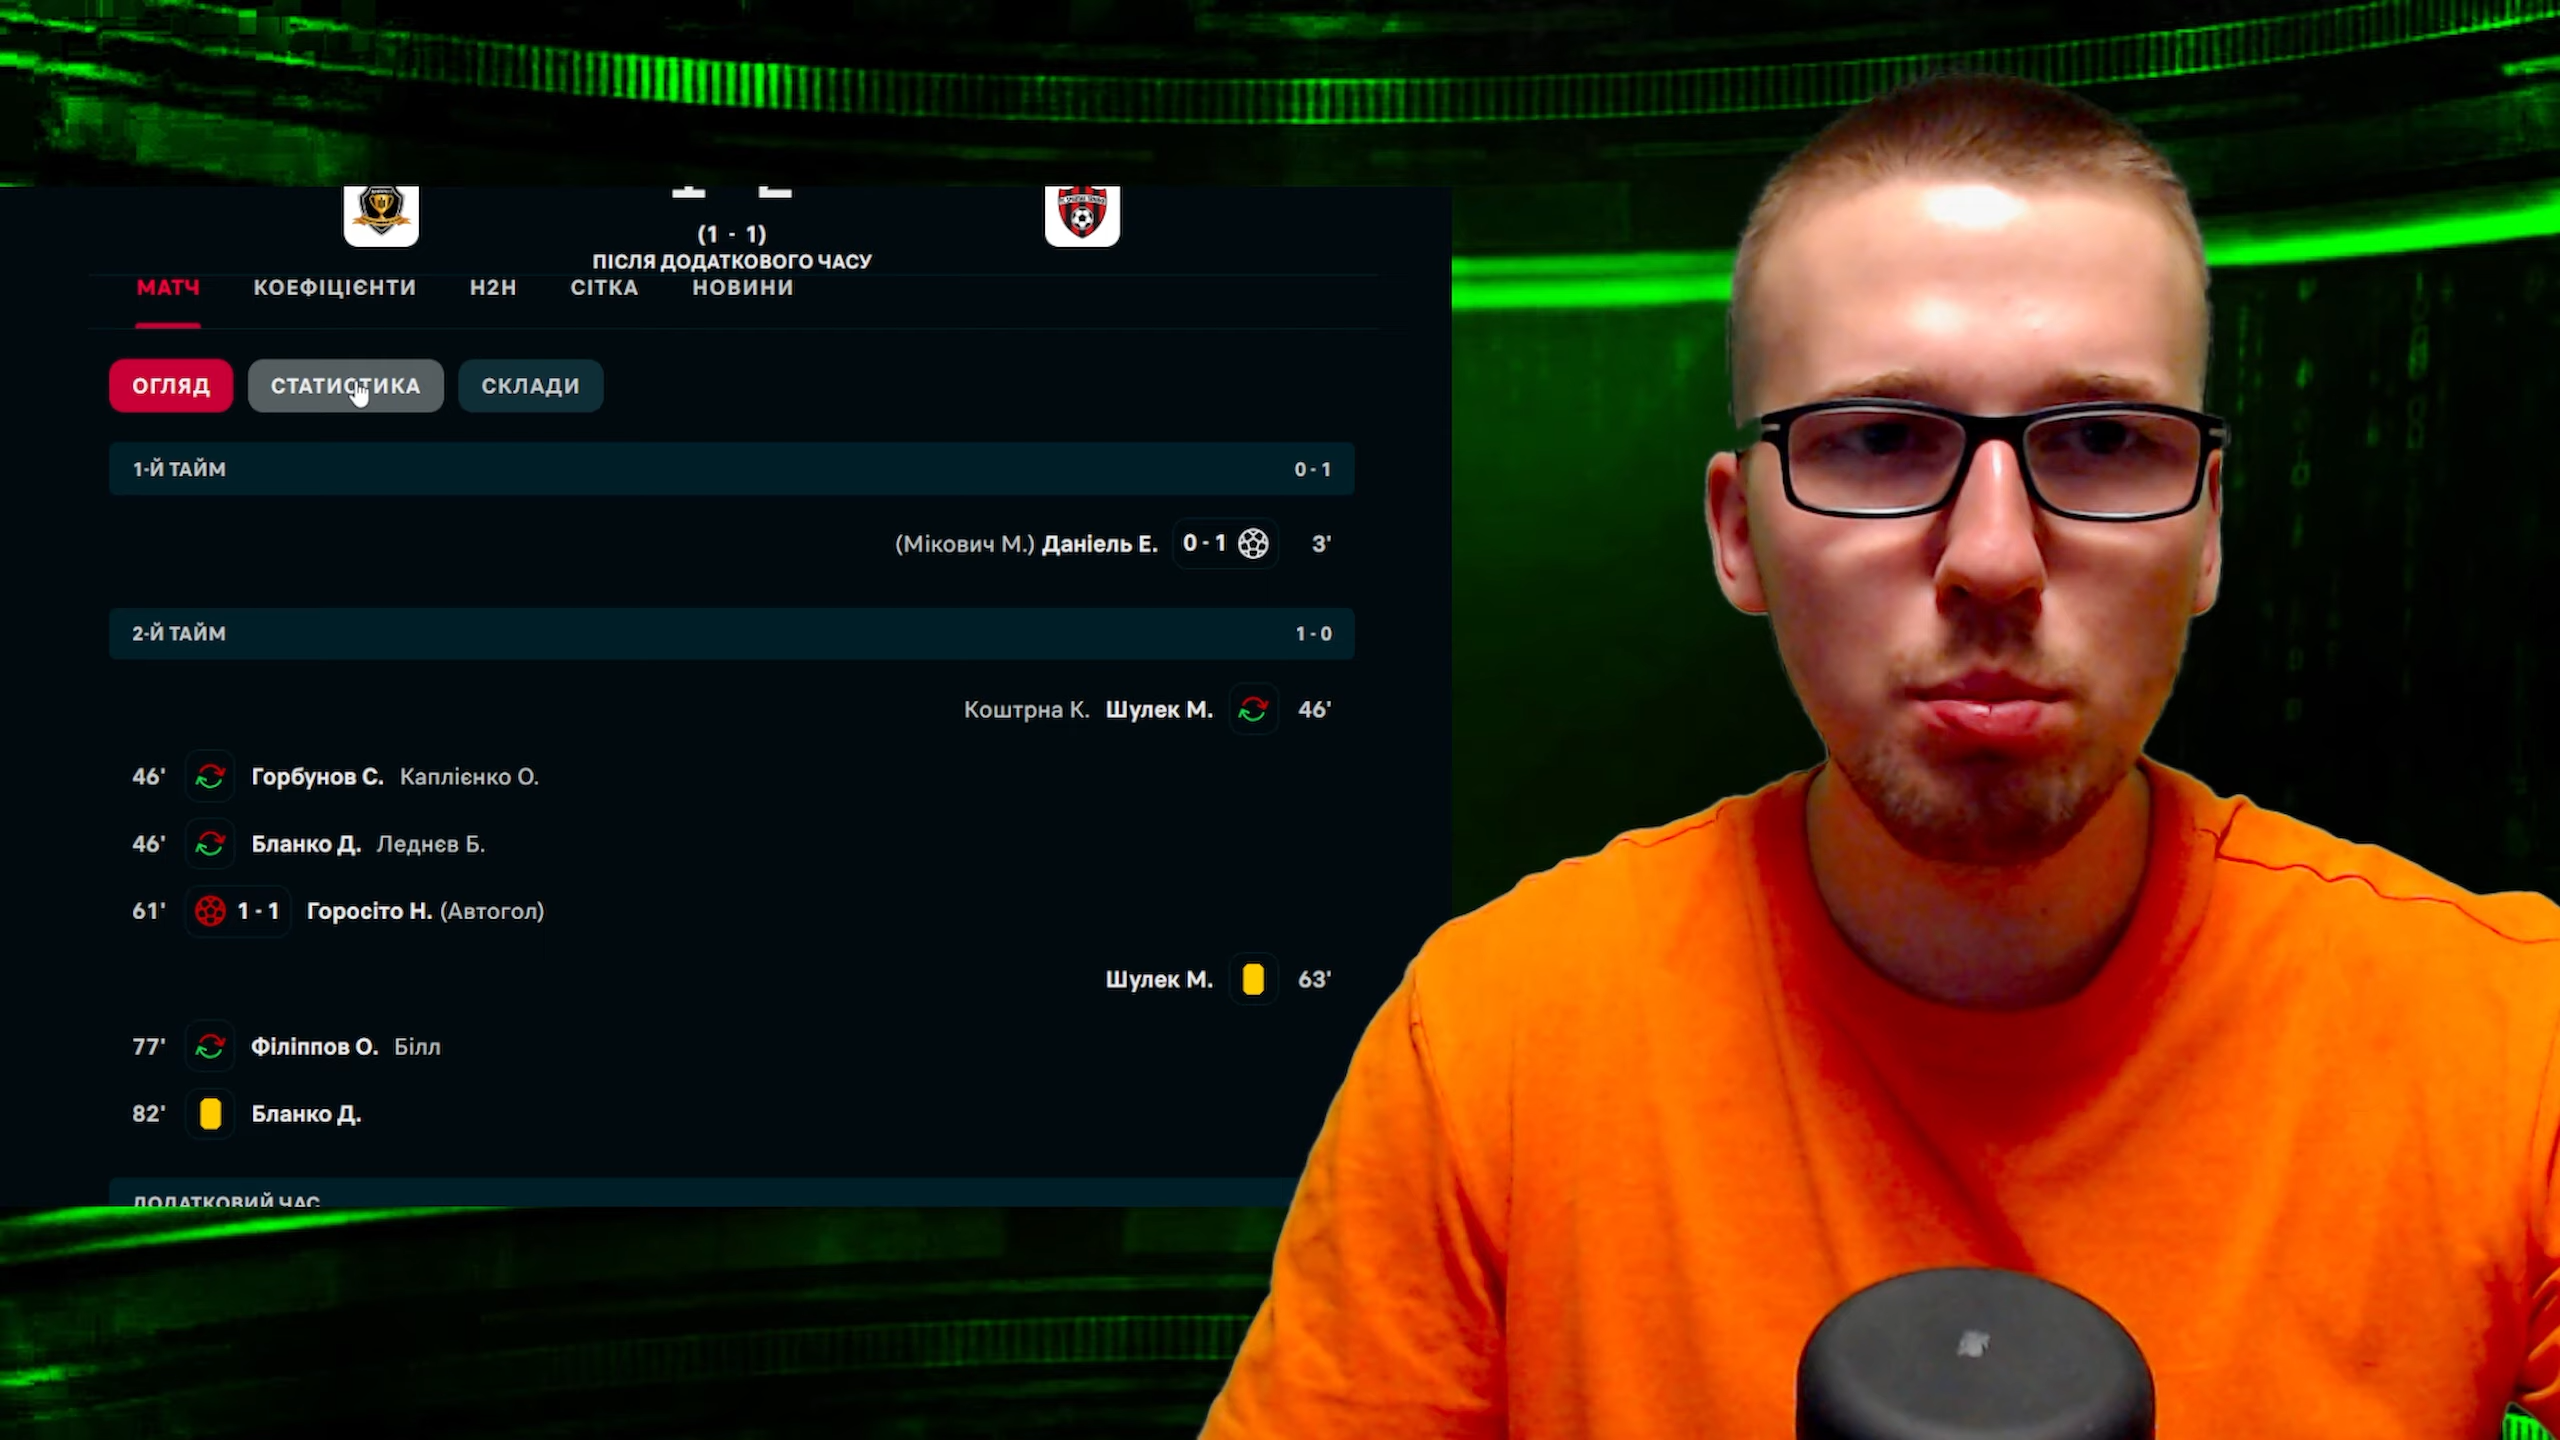 (1 - 1)
ПІСЛЯ ДОДАТКОВОГО ЧАСУ
МАТЧ КОЕФІЦІЄНТИ H2H СІТКА НОВИНИ
ОГЛЯД СТАТИСТИКА СКЛАДИ
1-Й ТАЙМ 0 - 1
(Мікович М.) Даніель Е. 0 - 1 3'
2-Й ТАЙМ 1 - 0
Коштрна К. Шулек М. 46'
46' Горбунов С. Каплієнко О.
46' Бланко Д. Леднєв Б.
61' 1 - 1 Горосіто Н. (Автогол)
Шулек М. 63'
77' Філіппов О. Білл
82' Бланко Д.
ДОДАТКОВИЙ ЧАС